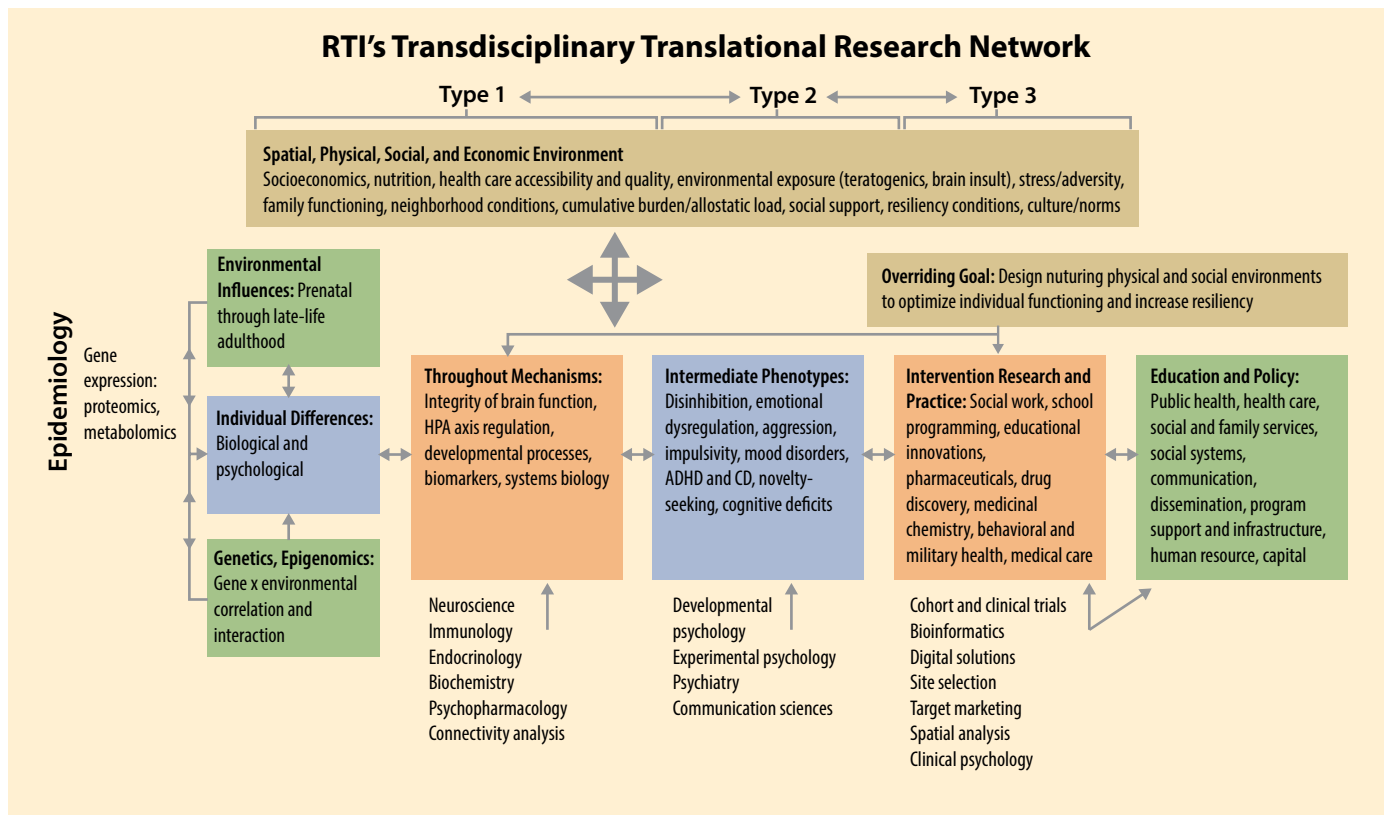 RTI's Transdisciplinary Translational Research Network
Type 1
Type 2
Type 3
Spatial, Physical, Social, and Economic Environment
Socioeconomics, nutrition, health care accessibility and quality, environmental exposure (teratogenics, brain insult), stress/adversity,
family functioning, neighborhood conditions, cumulative burden/allostatic load, social support, resiliency conditions, culture/norms
Overriding Goal: Design nuturing physical and social environments
to optimize individual functioning and increase resiliency
Epidemiology
Gene
expression:
proteomics,
metabolomics
Environmental
Influences: Prenatal
through late-life
adulthood
Individual Differences:
Biological and
psychological
Genetics, Epigenomics:
Gene x environmental
correlation and
interaction
Throughout Mechanisms:
Integrity of brain function,
HPA axis regulation,
developmental processes,
biomarkers, systems biology
Neuroscience
Immunology
Endocrinology
Biochemistry
Psychopharmacology
Connectivity analysis
Intermediate Phenotypes:
Disinhibition, emotional
dysregulation, aggression,
impulsivity, mood disorders,
ADHD and CD, novelty-
seeking, cognitive deficits
Developmental
psychology
Experimental psychology
Psychiatry
Communication sciences
Intervention Research and
Practice: Social work, school
programming, educational
innovations,
pharmaceuticals, drug
discovery, medicinal
chemistry, behavioral and
military health, medical care
Cohort and clinical trials
Bioinformatics
Digital solutions
Site selection
Target marketing
Spatial analysis
Clinical psychology
Education and Policy:
Public health, health care,
social and family services,
social systems,
communication,
dissemination, program
support and infrastructure,
human resource, capital